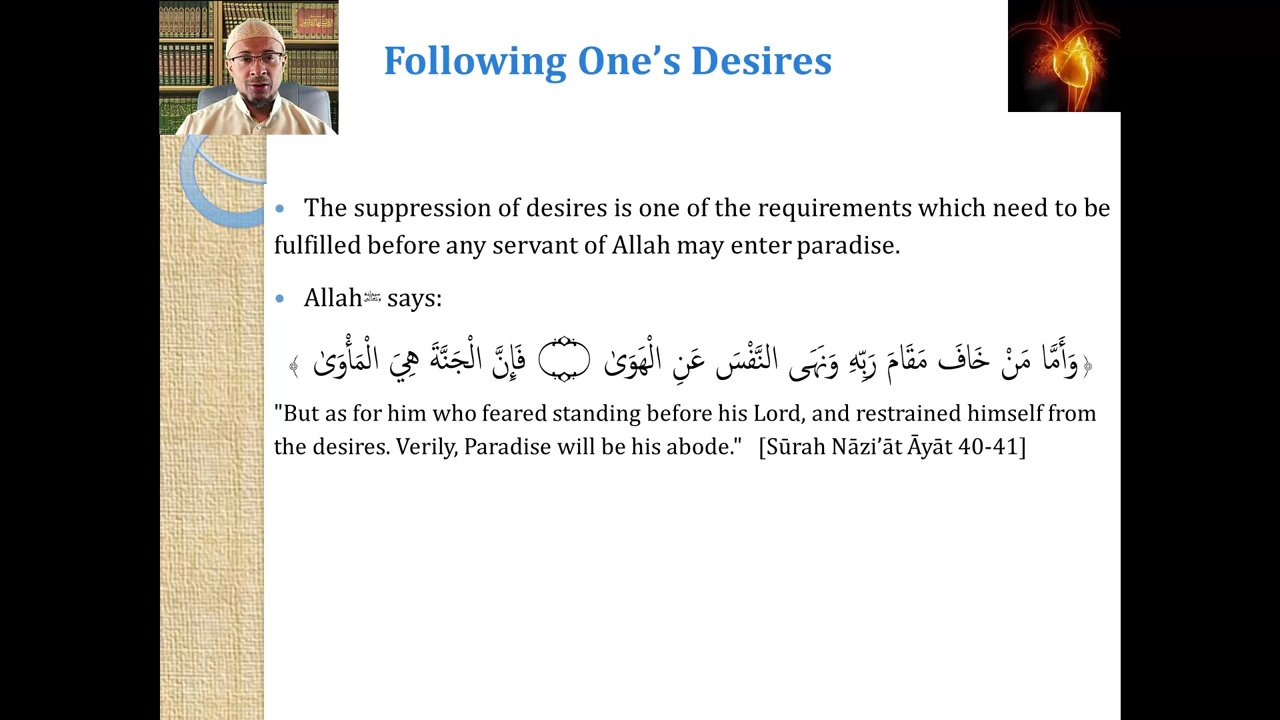 Following One’s Desires
• The suppression of desires is one of the requirements which need to be
fulfilled before any servant of Allah may enter paradise.
• Allah says:
﴿ وَأَمَّا مَنْ خَافَ مَقَامَ رَبِّهِ وَنَهَى النَّفْسَ عَنِ الْهَوَىٰ ۝ فَإِنَّ الْجَنَّةَ هِيَ الْمَأْوَىٰ ﴾
"But as for him who feared standing before his Lord, and restrained himself from
the desires. Verily, Paradise will be his abode." [Sūrah Nāzi’āt Āyāt 40-41]